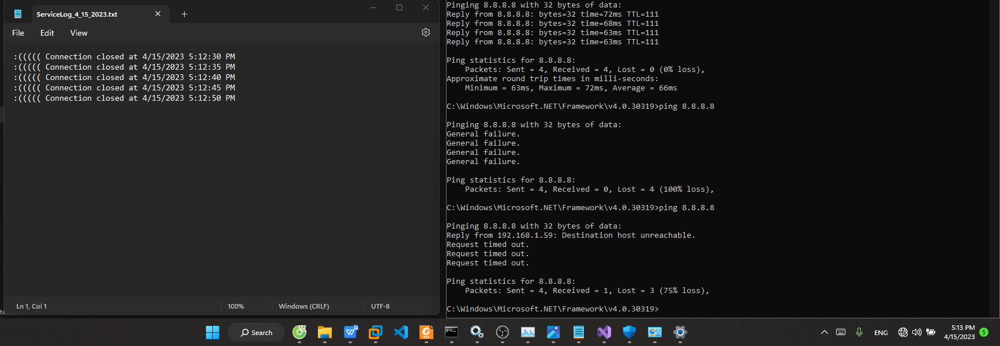 ServiceLog_4_15_2023.txt
File Edit View
:((((( Connection closed at 4/15/2023 5:12:30 PM
:((((( Connection closed at 4/15/2023 5:12:35 PM
:((((( Connection closed at 4/15/2023 5:12:40 PM
:((((( Connection closed at 4/15/2023 5:12:45 PM
:((((( Connection closed at 4/15/2023 5:12:50 PM
Ln 1, Col 1 100% Windows (CRLF) UTF-8
Pinging 8.8.8.8 with 32 bytes of data:
Reply from 8.8.8.8: bytes=32 time=72ms TTL=111
Reply from 8.8.8.8: bytes=32 time=68ms TTL=111
Reply from 8.8.8.8: bytes=32 time=63ms TTL=111
Reply from 8.8.8.8: bytes=32 time=63ms TTL=111
Ping statistics for 8.8.8.8:
Packets: Sent = 4, Received = 4, Lost = 0 (0% loss),
Approximate round trip times in milli-seconds:
Minimum = 63ms, Maximum = 72ms, Average = 66ms
C:\Windows\Microsoft.NET\Framework\v4.0.30319>ping 8.8.8.8
Pinging 8.8.8.8 with 32 bytes of data:
General failure.
General failure.
General failure.
General failure.
Ping statistics for 8.8.8.8:
Packets: Sent = 4, Received = 0, Lost = 4 (100% loss),
C:\Windows\Microsoft.NET\Framework\v4.0.30319>ping 8.8.8.8
Pinging 8.8.8.8 with 32 bytes of data:
Reply from 192.168.1.59: Destination host unreachable.
Request timed out.
Request timed out.
Request timed out.
Ping statistics for 8.8.8.8:
Packets: Sent = 4, Received = 1, Lost = 3 (75% loss),
C:\Windows\Microsoft.NET\Framework\v4.0.30319>
Search
ENG
5:13 PM
4/15/2023
5